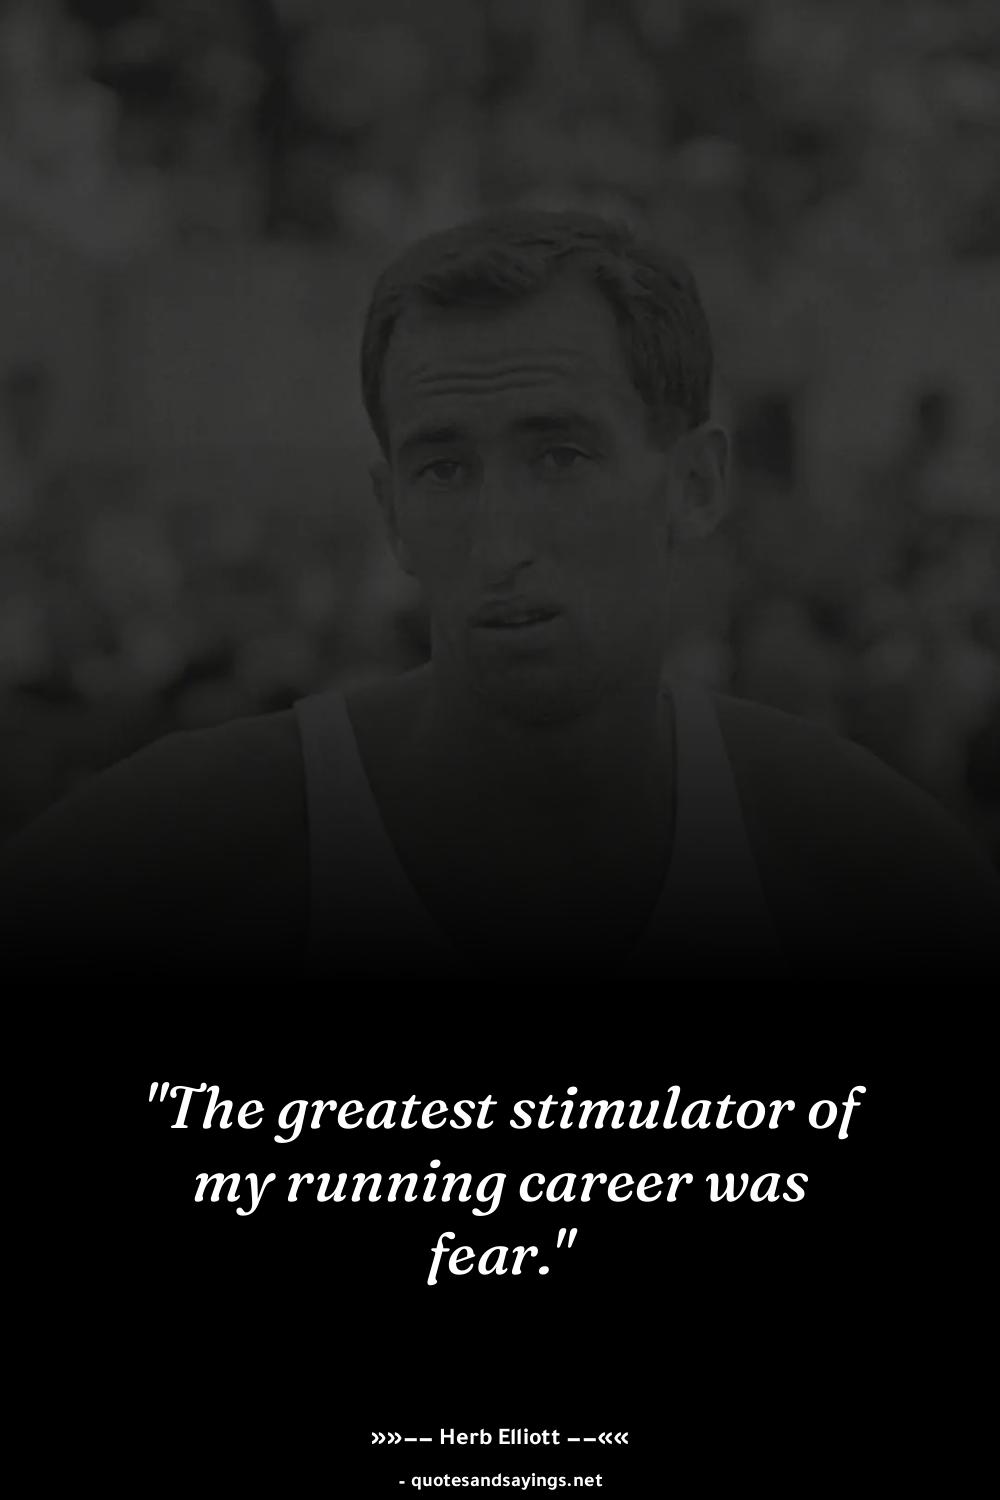 "The greatest stimulator of
my running career was
fear."
»»–– Herb Elliott ––««
- quotesandsayings.net